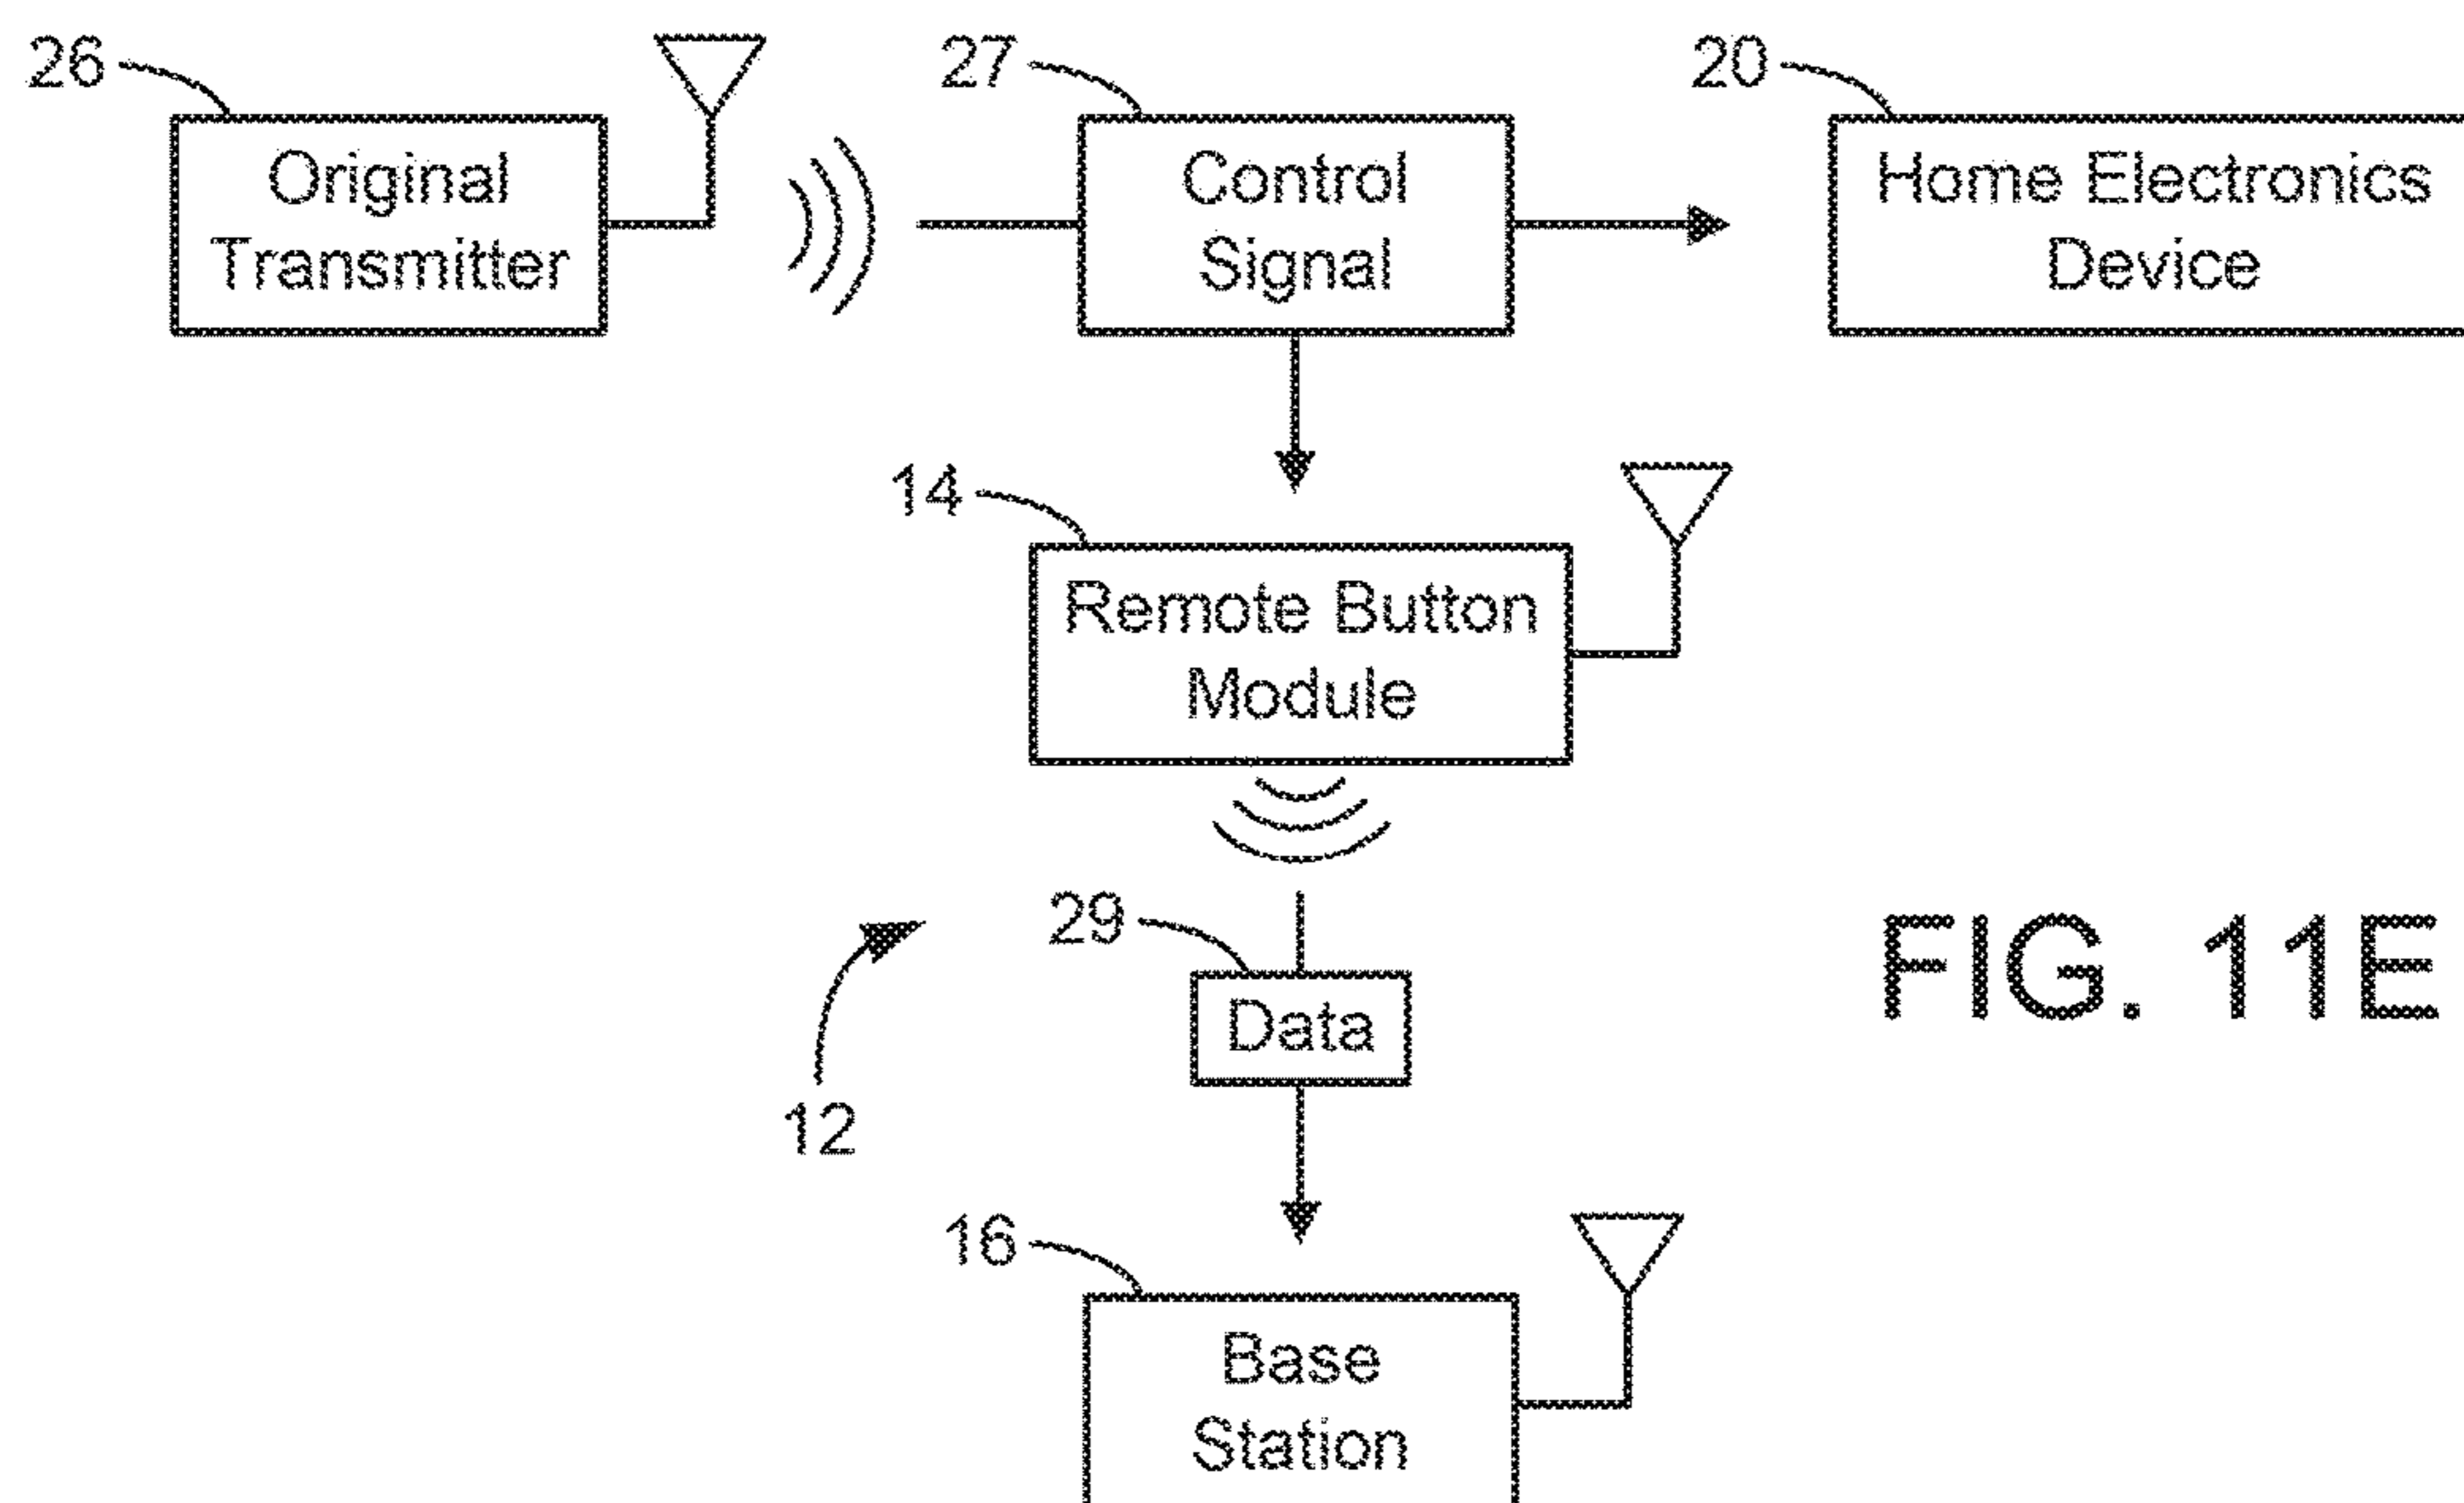 26
27
20
Original
Transmitter
Control
Signal
Home Electronics
Device
14
Remote Button
Module
29
Data
FIG. 11E
12
16
Base
Station